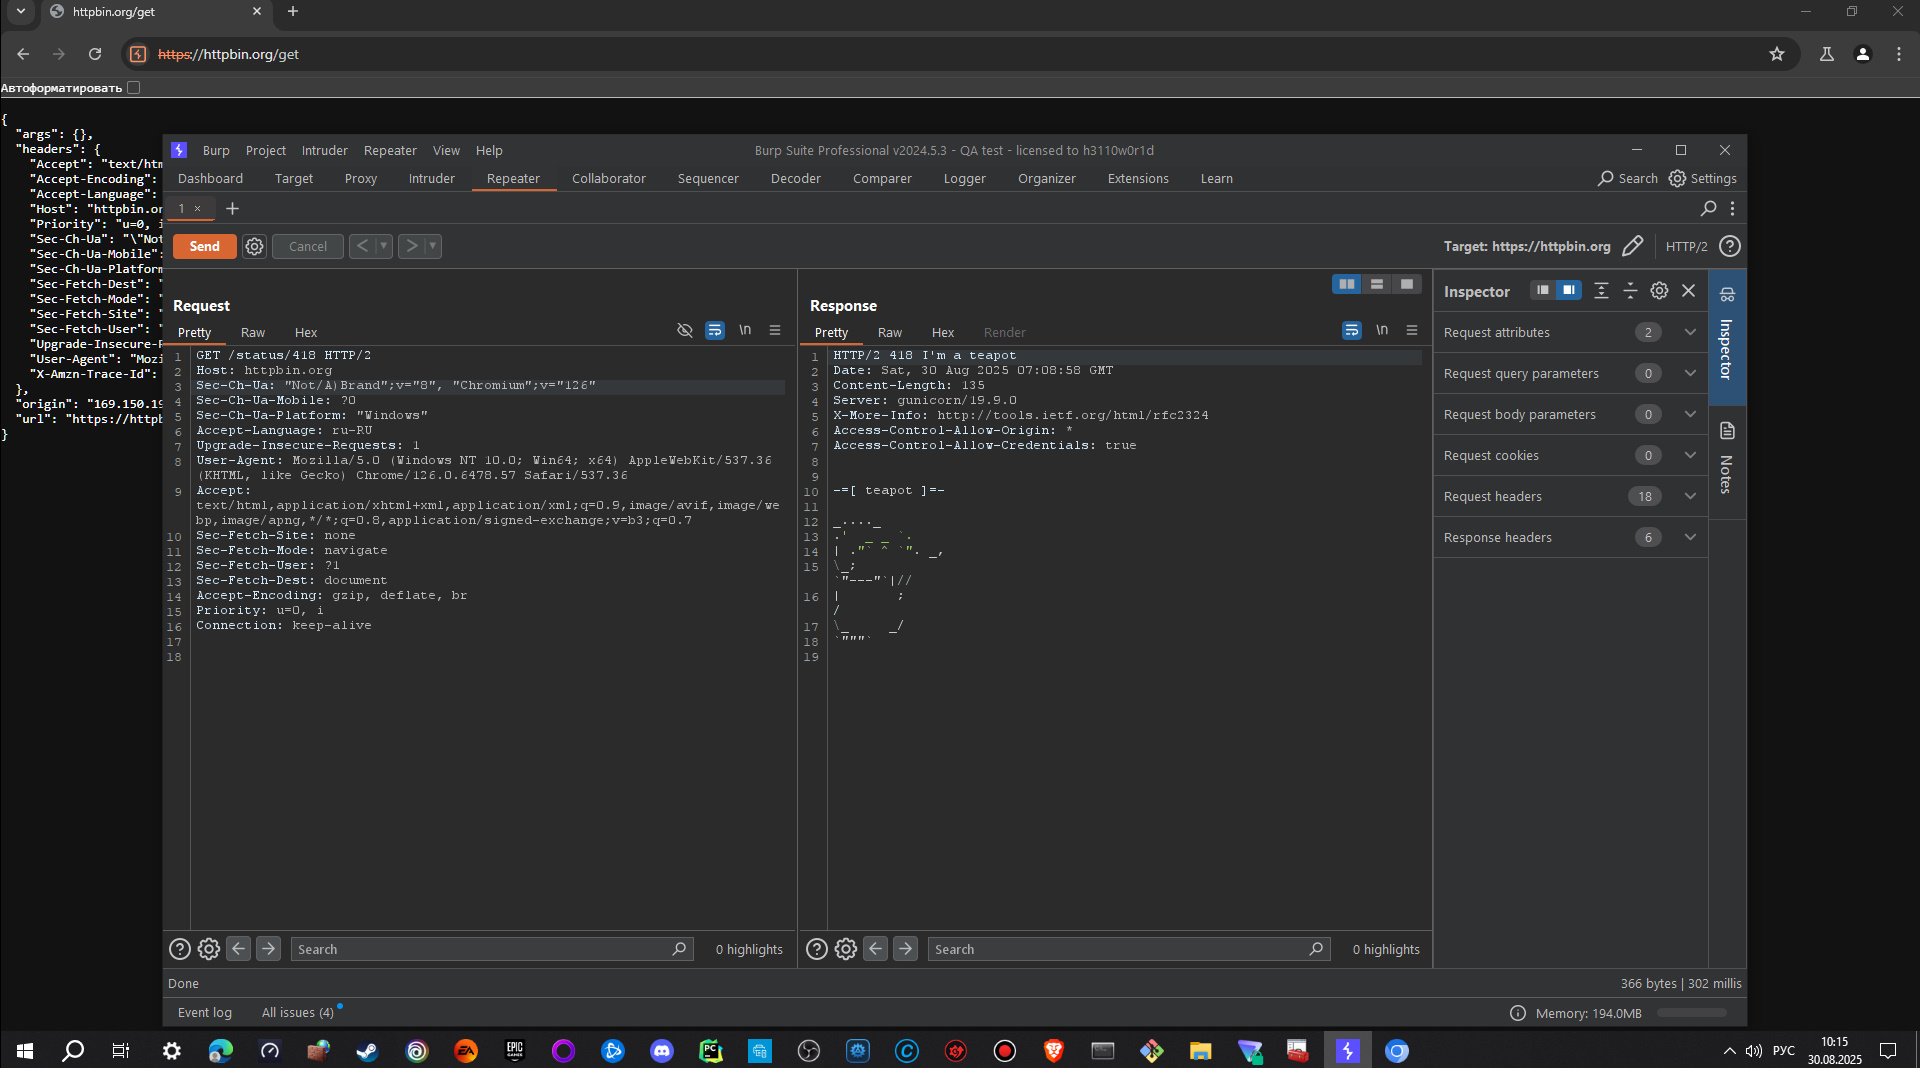 httpbin.org/get
https://httpbin.org/get
Автоформатировать
{
"args": {},
"headers": {
"Accept": "text/htm
"Accept-Encoding":
"Accept-Language":
"Host": "httpbin.or
"Priority": "u=0, i
"Sec-Ch-Ua": "\"Not
"Sec-Ch-Ua-Mobile":
"Sec-Ch-Ua-Platform
"Sec-Fetch-Dest": "
"Sec-Fetch-Mode": "
"Sec-Fetch-Site": "
"Sec-Fetch-User": "
"Upgrade-Insecure-R
"User-Agent": "Mozi
"X-Amzn-Trace-Id":
},
"origin": "169.150.19
"url": "https://httpb
}
Burp Project Intruder Repeater View Help
Burp Suite Professional v2024.5.3 - QA test - licensed to h3110w0r1d
Dashboard Target Proxy Intruder Repeater Collaborator Sequencer Decoder Comparer Logger Organizer Extensions Learn
Search Settings
1 ×
Send Cancel < >
Target: https://httpbin.org HTTP/2
Request
Pretty Raw Hex
\n
1 GET /status/418 HTTP/2
2 Host: httpbin.org
3 Sec-Ch-Ua: "Not/A)Brand";v="8", "Chromium";v="126"
4 Sec-Ch-Ua-Mobile: ?0
5 Sec-Ch-Ua-Platform: "Windows"
6 Accept-Language: ru-RU
7 Upgrade-Insecure-Requests: 1
8 User-Agent: Mozilla/5.0 (Windows NT 10.0; Win64; x64) AppleWebKit/537.36
(KHTML, like Gecko) Chrome/126.0.6478.57 Safari/537.36
9 Accept:
text/html,application/xhtml+xml,application/xml;q=0.9,image/avif,image/we
bp,image/apng,*/*;q=0.8,application/signed-exchange;v=b3;q=0.7
10 Sec-Fetch-Site: none
11 Sec-Fetch-Mode: navigate
12 Sec-Fetch-User: ?1
13 Sec-Fetch-Dest: document
14 Accept-Encoding: gzip, deflate, br
15 Priority: u=0, i
16 Connection: keep-alive
17
18
Response
Pretty Raw Hex Render
\n
1 HTTP/2 418 I'm a teapot
2 Date: Sat, 30 Aug 2025 07:08:58 GMT
3 Content-Length: 135
4 Server: gunicorn/19.9.0
5 X-More-Info: http://tools.ietf.org/html/rfc2324
6 Access-Control-Allow-Origin: *
7 Access-Control-Allow-Credentials: true
8
9
10 -=[ teapot ]=-
11
12 _...._
13 .'  _ _ `.
14 | ."` ^ `". _,
15 \_;
`"---"`|//
16 |       ;
/
17 \_     _/
18 `"""`
19
Inspector
Request attributes 2
Request query parameters 0
Request body parameters 0
Request cookies 0
Request headers 18
Response headers 6
Inspector
Notes
Search 0 highlights
Search 0 highlights
Done
366 bytes | 302 millis
Event log All issues (4)
Memory: 194.0MB
EA
EPIC
GAMES
PC
РУС
10:15
30.08.2025